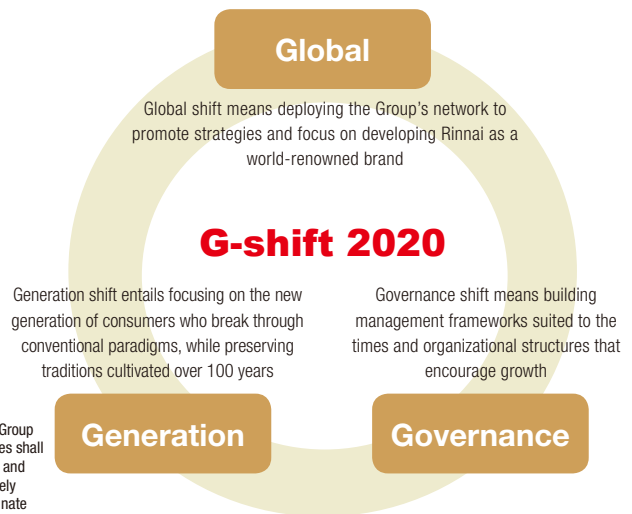 Global
Global shift means deploying the Group's network to
promote strategies and focus on developing Rinnai as a
world-renowned brand
G-shift 2020
Generation shift entails focusing on the new
generation of consumers who break through
conventional paradigms, while preserving
traditions cultivated over 100 years
Governance shift means building
management frameworks suited to the
times and organizational structures that
encourage growth
Group
shall
and
Generation
Governance